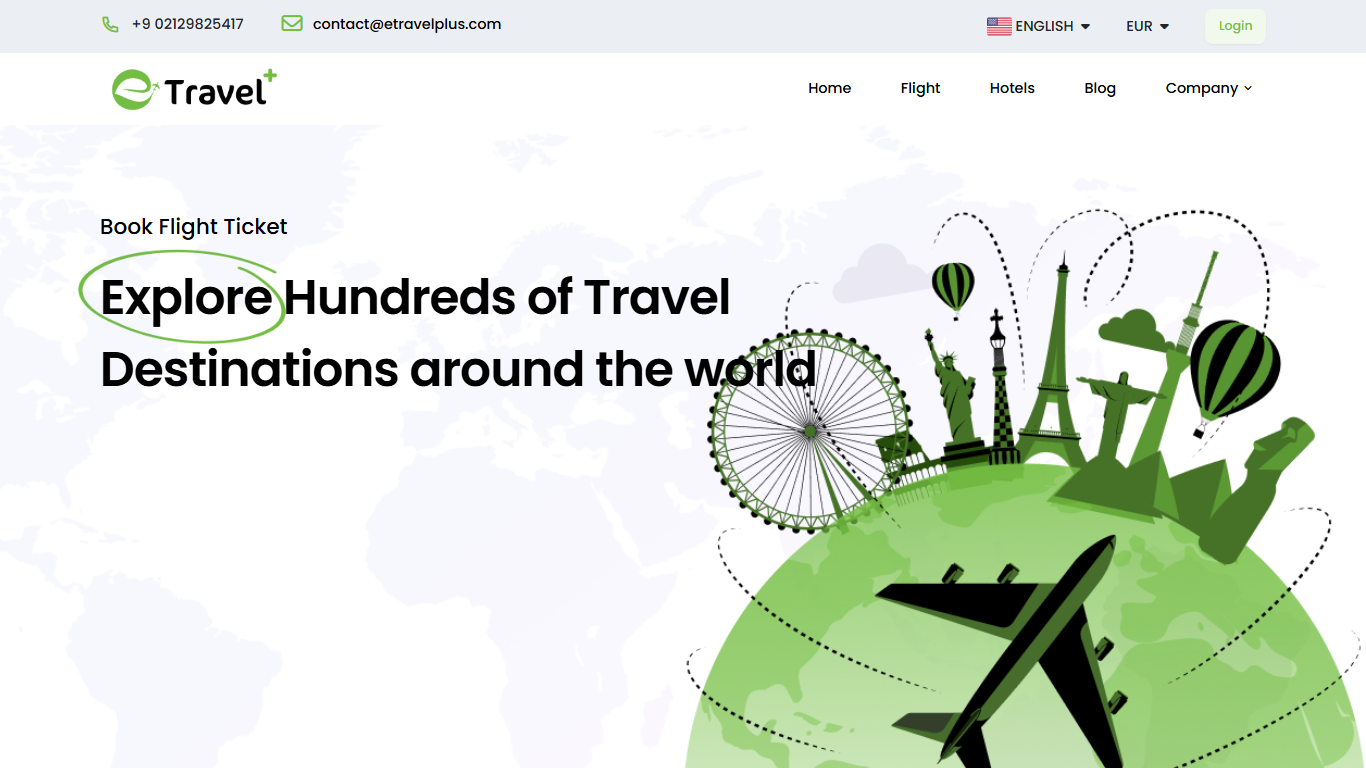 +9 02129825417
contact@etravelplus.com
ENGLISH
EUR
Login
eTravel+
Home
Flight
Hotels
Blog
Company
Book Flight Ticket
Explore Hundreds of Travel
Destinations around the world